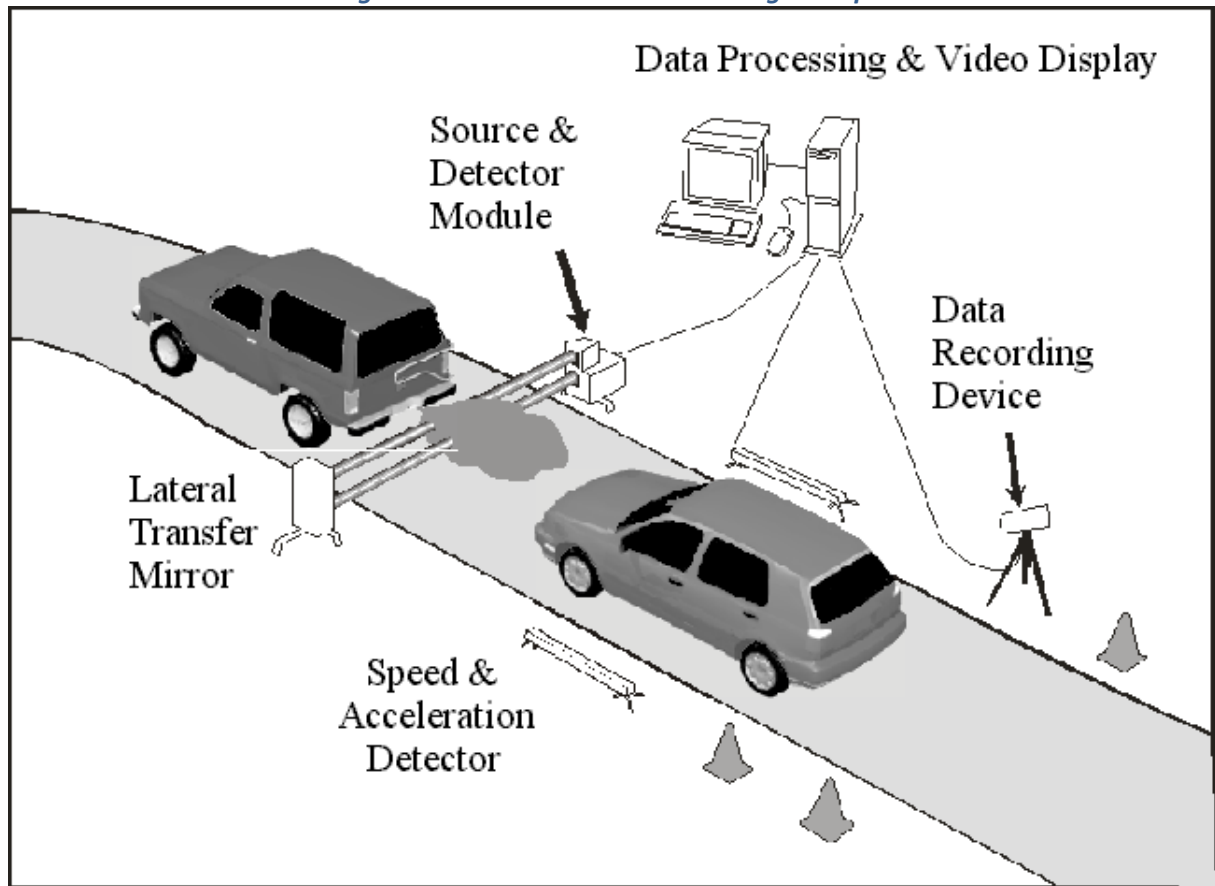 Data Processing & Video Display
Source &
Detector
Module
Data
Recording
Device
Lateral
Transfer
Mirror
Speed &
Acceleration
Detector